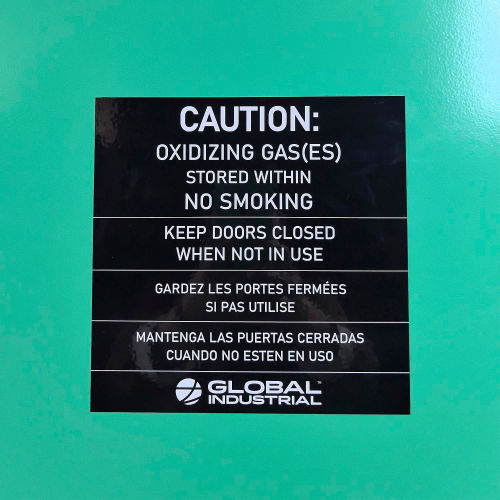 CAUTION:
OXIDIZING GAS(ES)
STORED WITHIN
NO SMOKING
KEEP DOORS CLOSED
WHEN NOT IN USE
GARDEZ LES PORTES FERMÉES
SI PAS UTILISE
MANTENGA LAS PUERTAS CERRADAS
CUANDO NO ESTEN EN USO
GLOBAL™
INDUSTRIAL